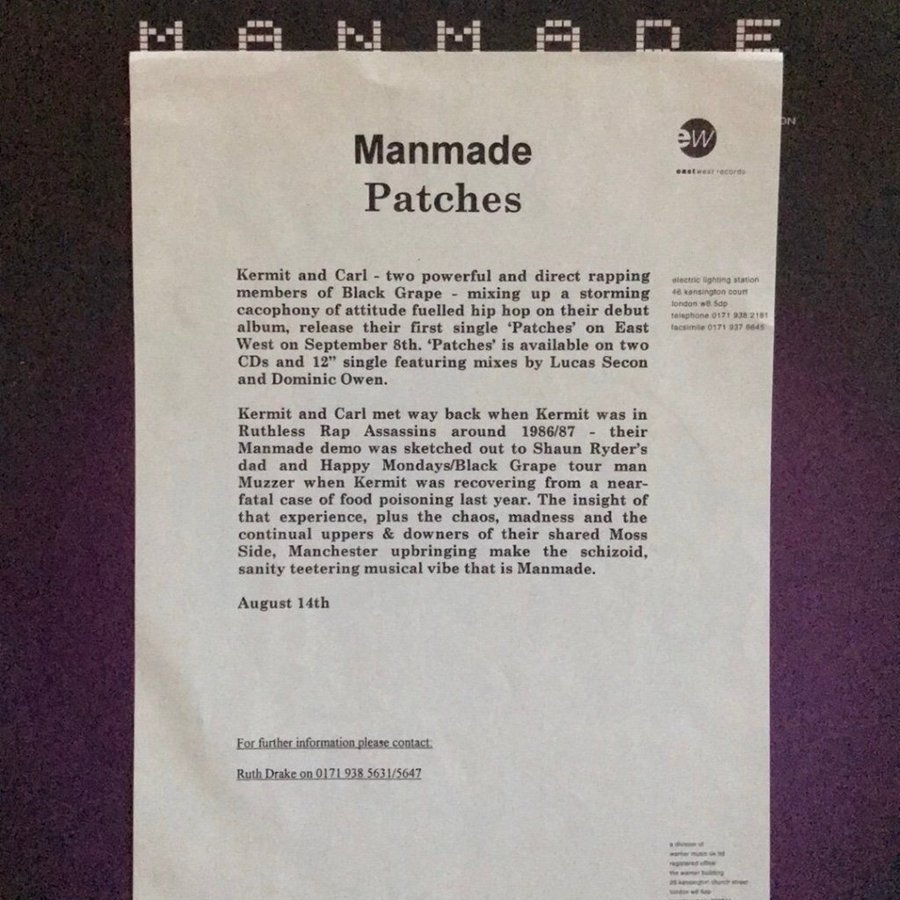 MANMADE
ON
Manmade
Patches
ew
eastwest records
electric lighting station
46 kensington court
london w8 5dp
telephone 0171 938 2181
facsimile 0171 937 6645
Kermit and Carl - two powerful and direct rapping
members of Black Grape - mixing up a storming
cacophony of attitude fuelled hip hop on their debut
album, release their first single ‘Patches’ on East
West on September 8th. ‘Patches’ is available on two
CDs and 12” single featuring mixes by Lucas Secon
and Dominic Owen.
Kermit and Carl met way back when Kermit was in
Ruthless Rap Assassins around 1986/87 - their
Manmade demo was sketched out to Shaun Ryder's
dad and Happy Mondays/Black Grape tour man
Muzzer when Kermit was recovering from a near-
fatal case of food poisoning last year. The insight of
that experience, plus the chaos, madness and the
continual uppers & downers of their shared Moss
Side, Manchester upbringing make the schizoid,
sanity teetering musical vibe that is Manmade.
August 14th
For further information please contact:
Ruth Drake on 0171 938 5631/5647
a division of
warner music uk ltd
registered office
the warner building
28 kensington church street
london w8 4ep